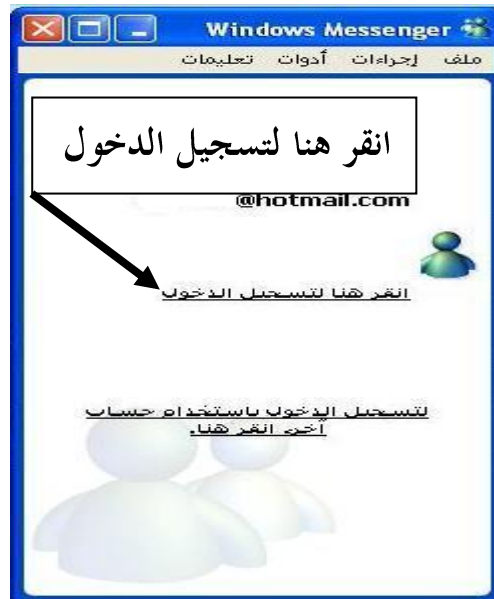 Windows Messenger
ملف إجراءات أدوات تعليمات
انقر هنا لتسجيل الدخول
@hotmail.com
انقر هنا لتسجيل الدخول
لتسجيل الدخول باستخدام حساب
آخر، انقر هنا.